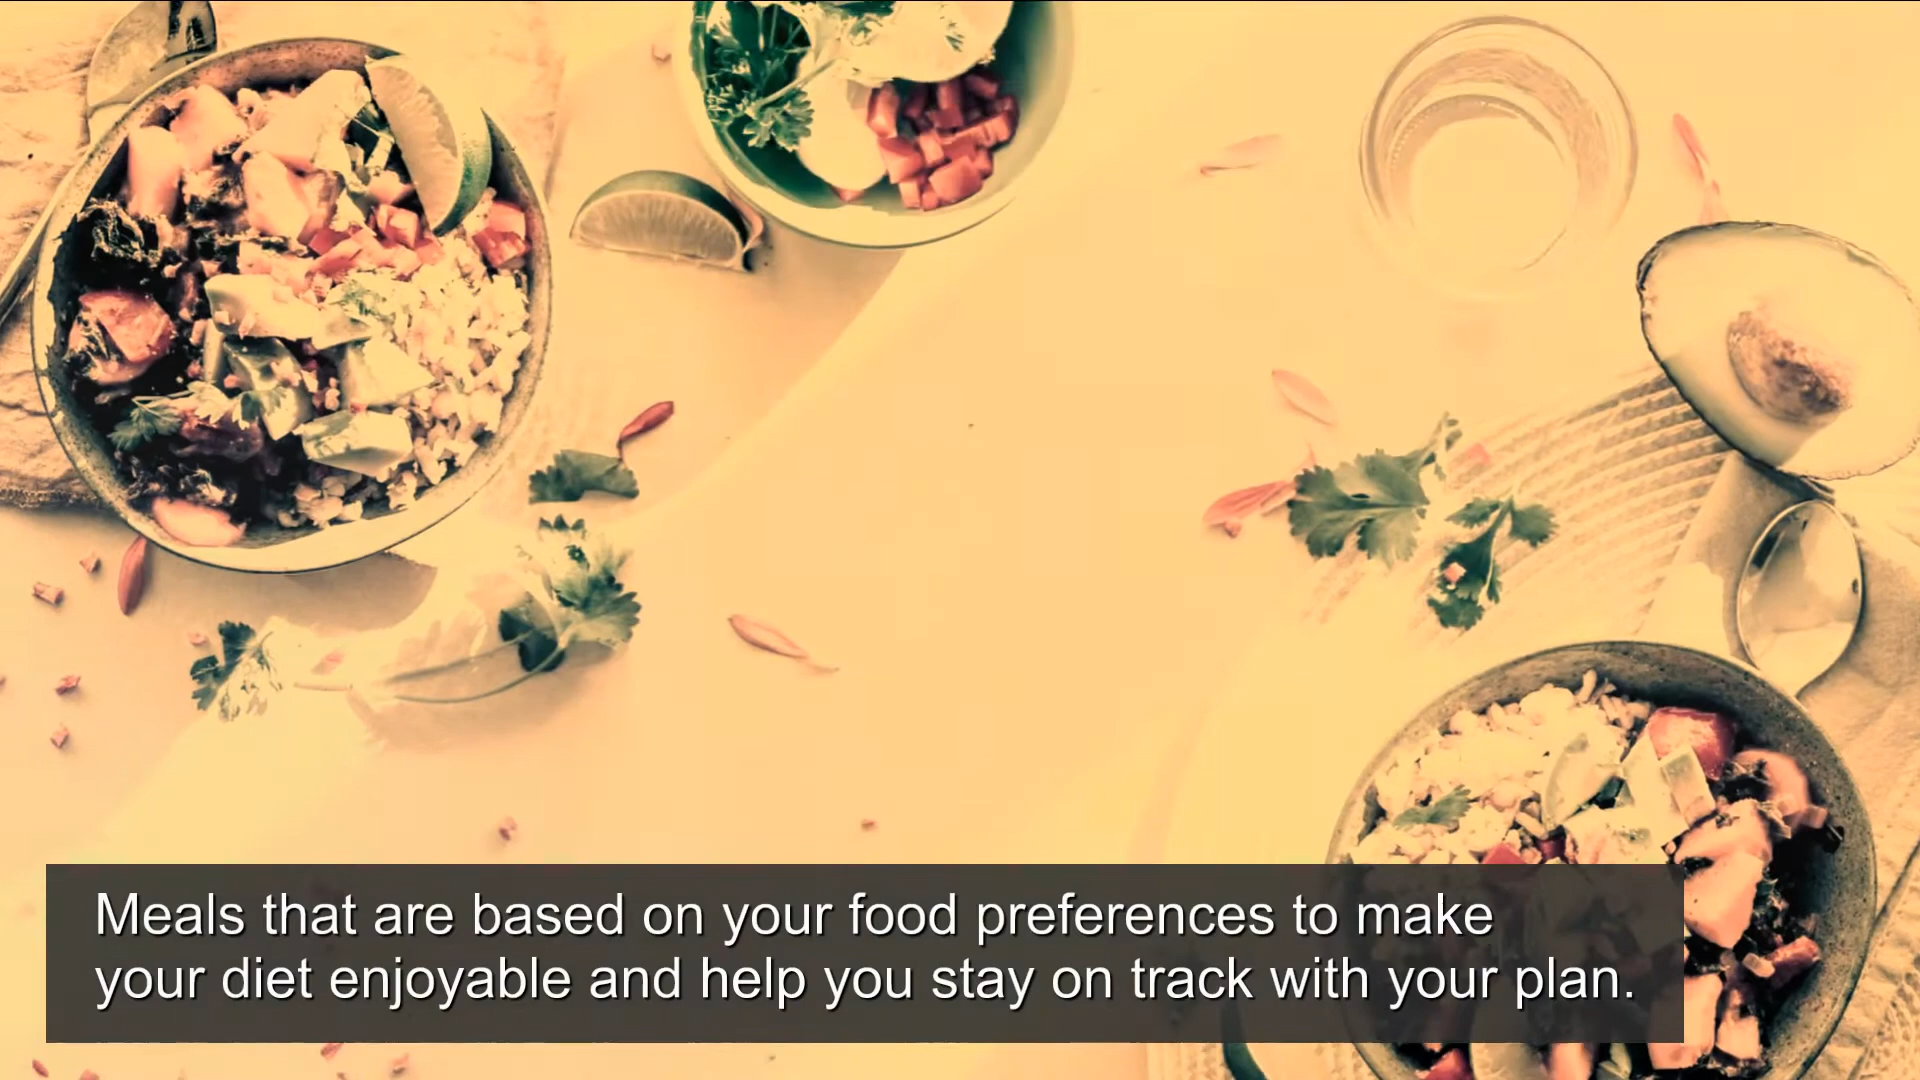 Meals that are based on your food preferences to make
your diet enjoyable and help you stay on track with your plan.